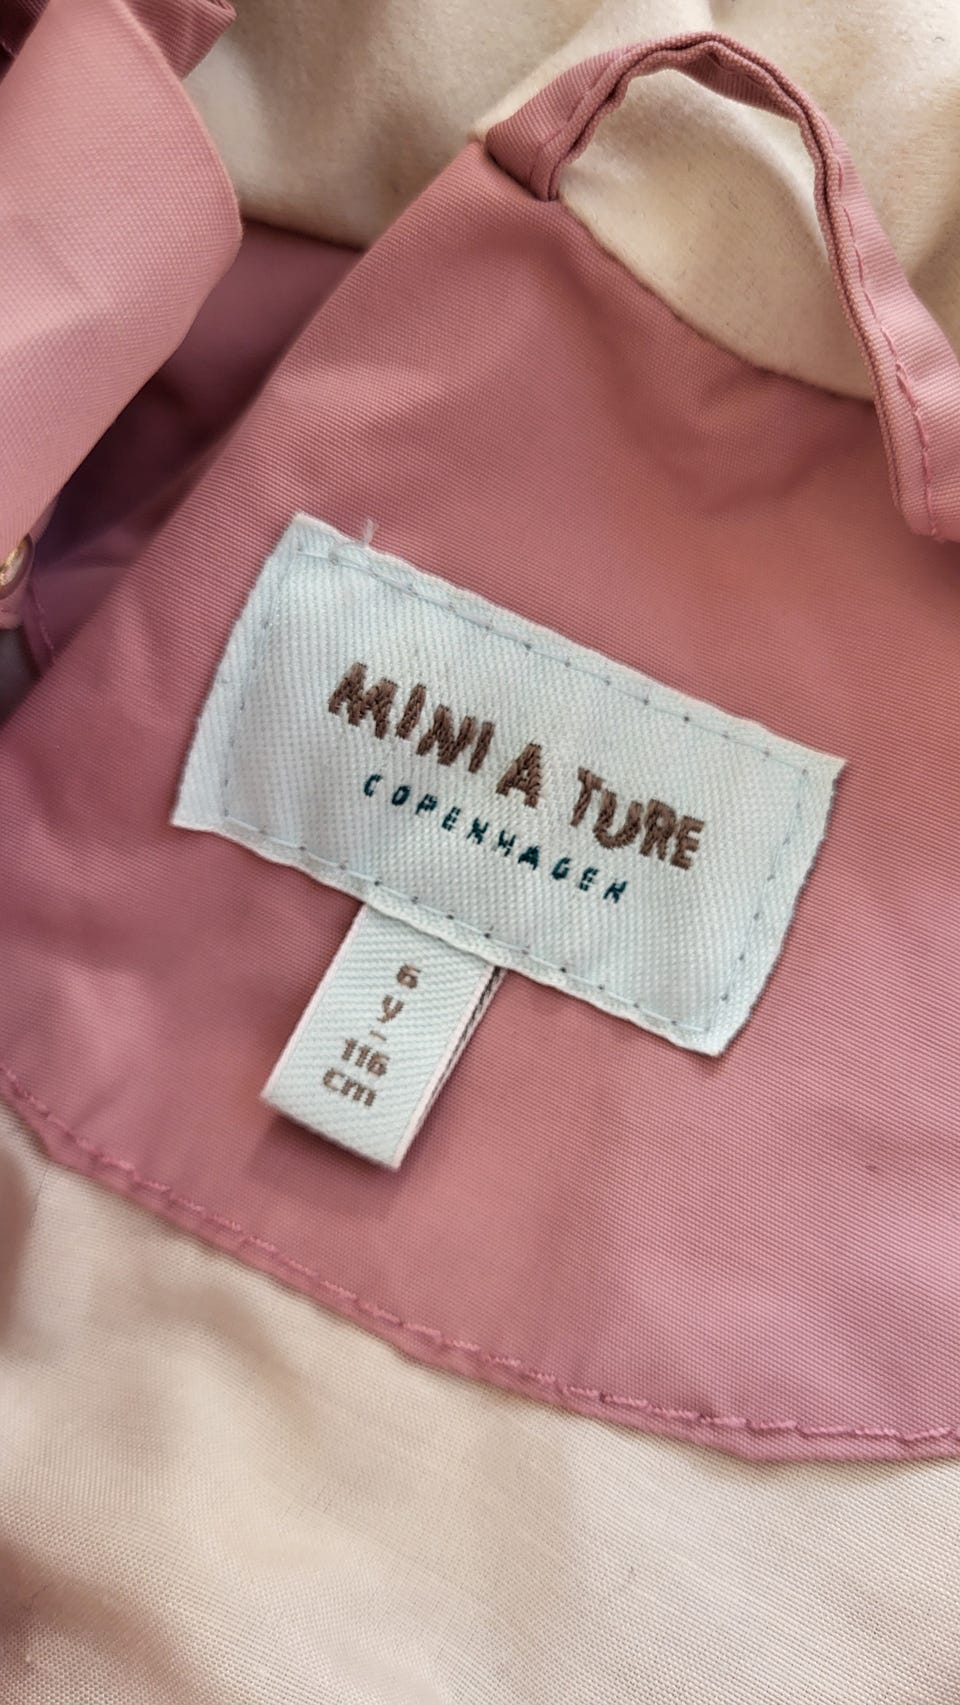 MINI A TURE
COPENHAGEN
6
y
-
116
cm